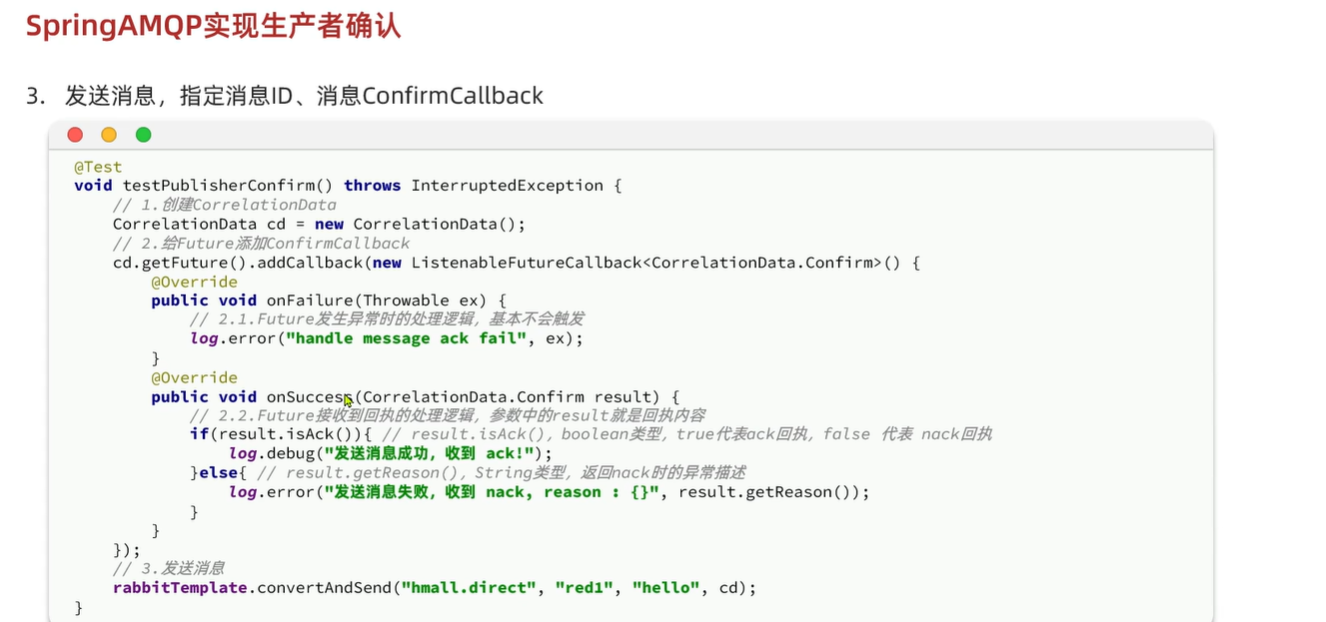 SpringAMQP实现生产者确认
3. 发送消息，指定消息ID、消息ConfirmCallback
@Test
void testPublisherConfirm() throws InterruptedException {
    // 1.创建CorrelationData
    CorrelationData cd = new CorrelationData();
    // 2.给Future添加ConfirmCallback
    cd.getFuture().addCallback(new ListenableFutureCallback<CorrelationData.Confirm>() {
        @Override
        public void onFailure(Throwable ex) {
            // 2.1.Future发生异常时的处理逻辑，基本不会触发
            log.error("handle message ack fail", ex);
        }
        @Override
        public void onSuccess(CorrelationData.Confirm result) {
            // 2.2.Future接收到回执的处理逻辑，参数中的result就是回执内容
            if(result.isAck()){ // result.isAck()，boolean类型，true代表ack回执，false 代表 nack回执
                log.debug("发送消息成功，收到 ack!");
            }else{ // result.getReason()，String类型，返回nack时的异常描述
                log.error("发送消息失败，收到 nack, reason : {}", result.getReason());
            }
        }
    });
    // 3.发送消息
    rabbitTemplate.convertAndSend("hmall.direct", "red1", "hello", cd);
}